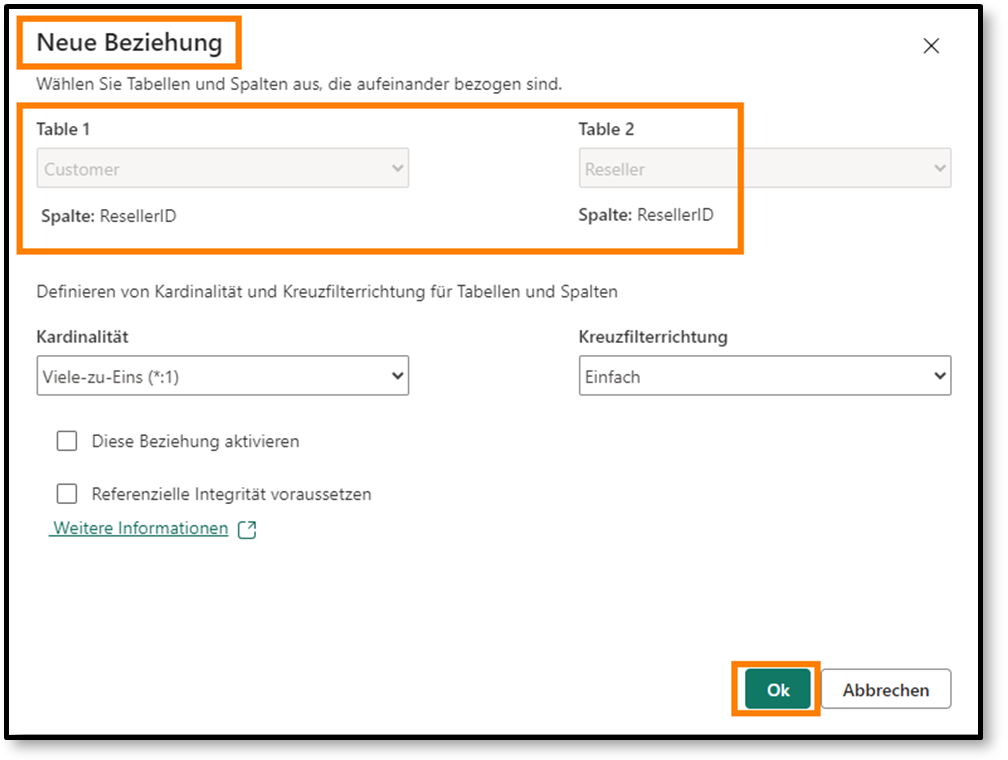 Neue Beziehung
Wählen Sie Tabellen und Spalten aus, die aufeinander bezogen sind.
Table 1
Table 2
Customer
Reseller
Spalte: ResellerID
Spalte: ResellerID
Definieren von Kardinalität und Kreuzfilterrichtung für Tabellen und Spalten
Kardinalität
Kreuzfilterrichtung
Viele-zu-Eins (*:1)
Einfach
Diese Beziehung aktivieren
Referenzielle Integrität voraussetzen
Weitere Informationen
Ok
Abbrechen